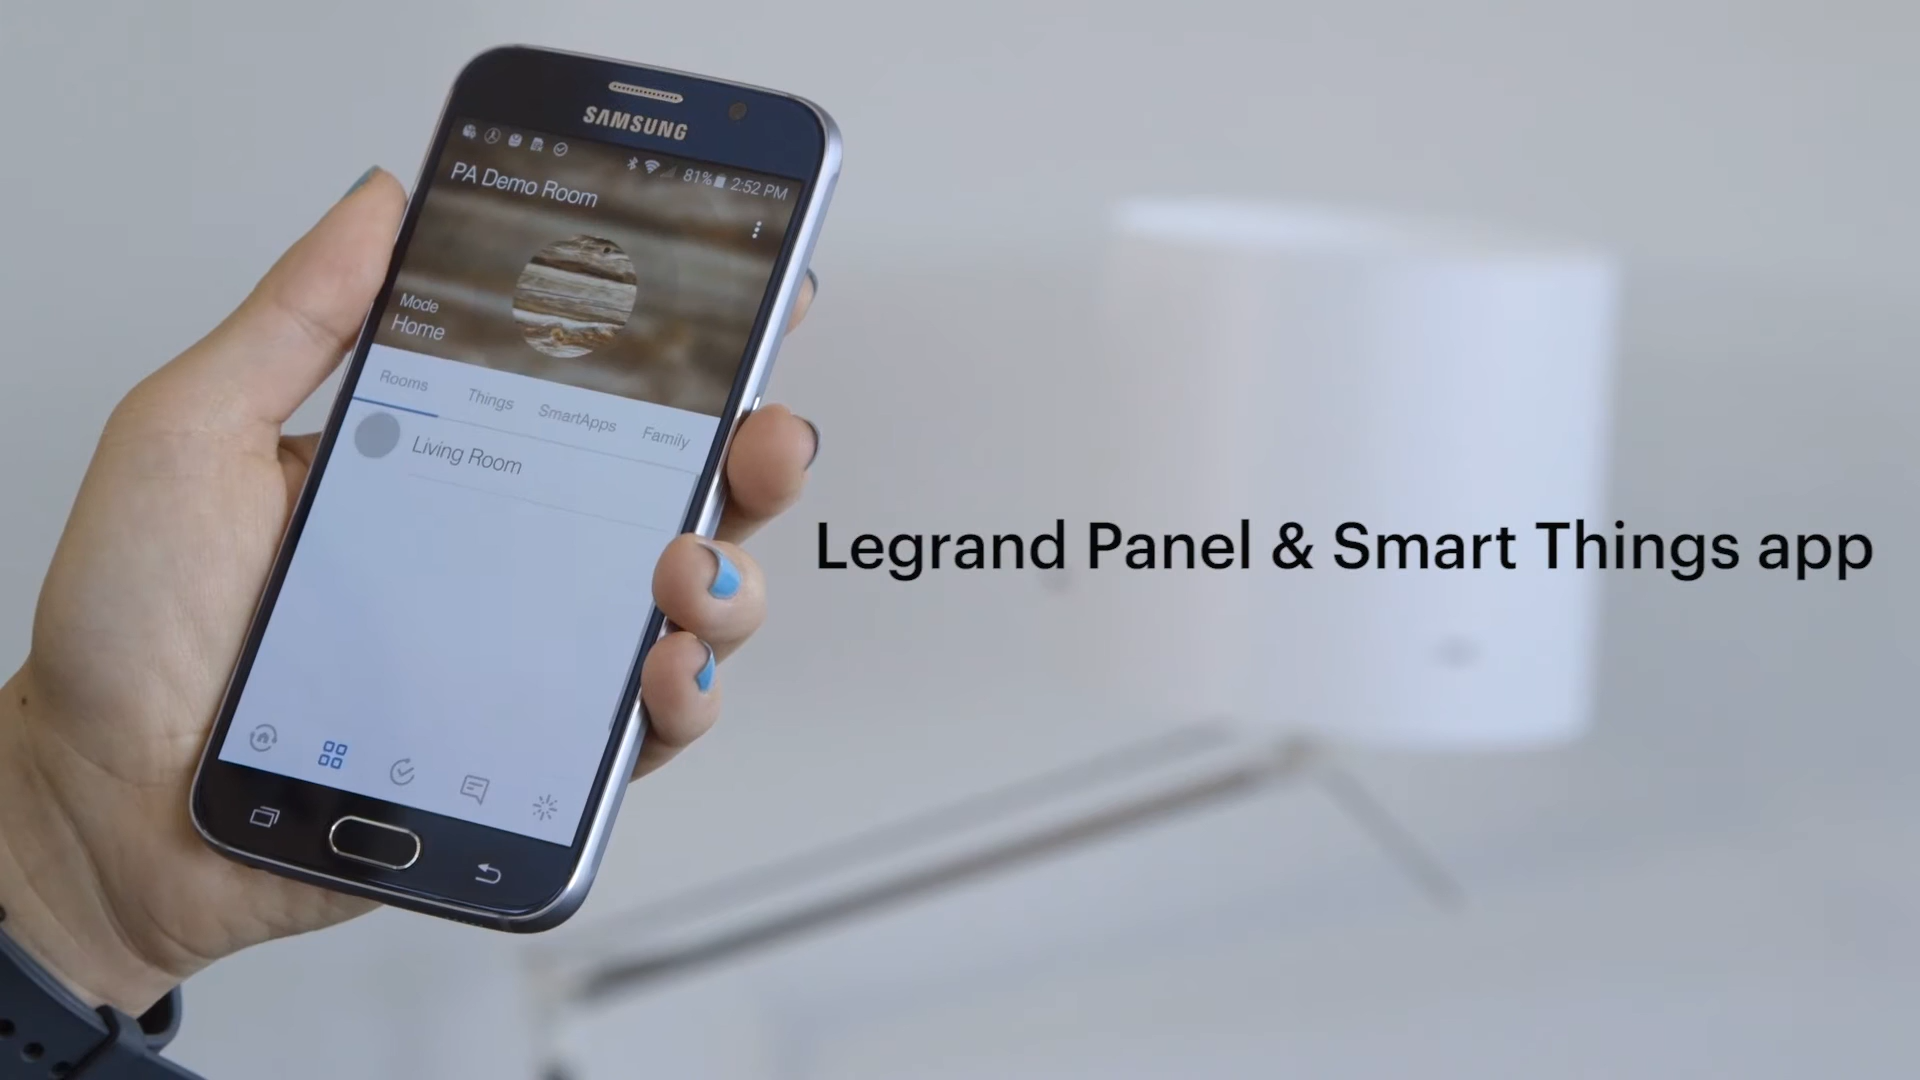 SAMSUNG
81% 2:52 PM
PA Demo Room
Mode
Home
Rooms Things SmartApps Family
Living Room
Legrand Panel & Smart Things app